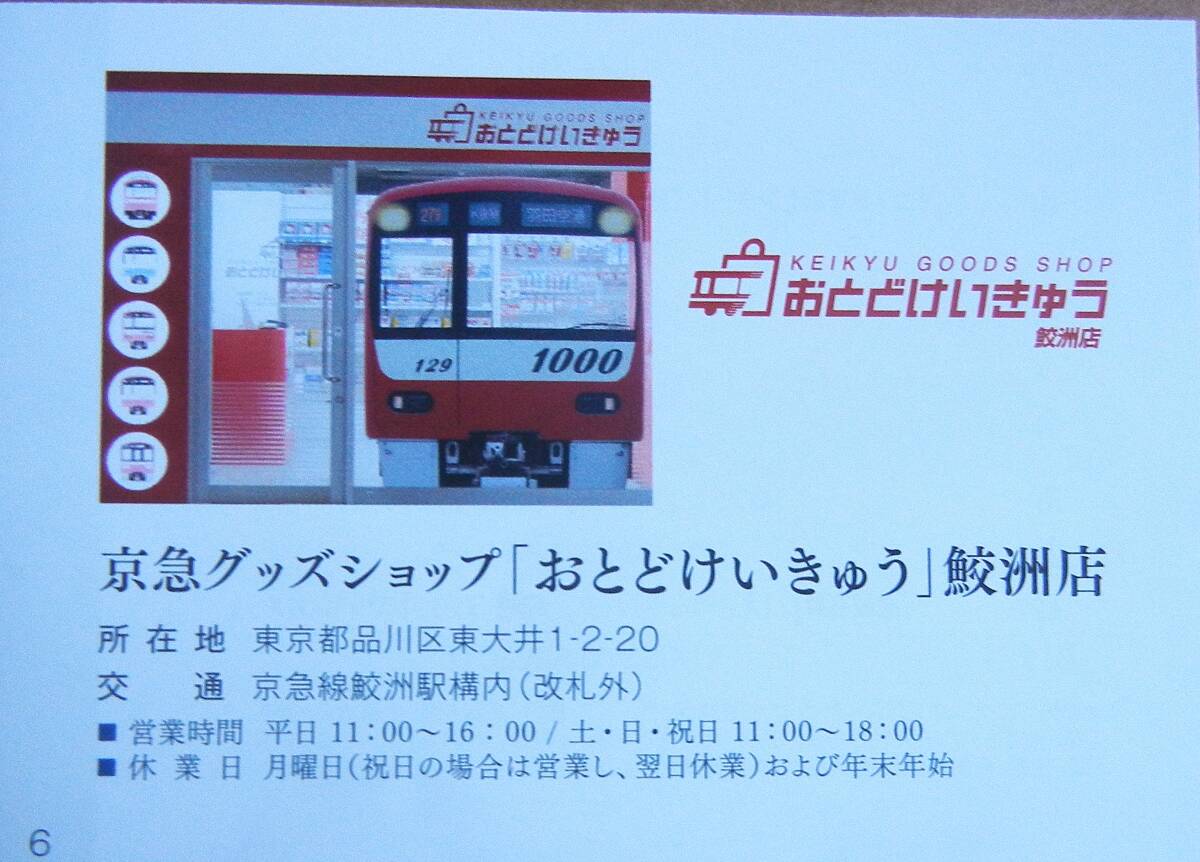 KEIKYU GOODS SHOP
おとどけいきゅう
129
1000
KEIKYU GOODS SHOP
おとどけいきゅう
鮫洲店
京急グッズショップ「おとどけいきゅう」鮫洲店
所在地 東京都品川区東大井1-2-20
交通 京急線鮫洲駅構内(改札外)
■ 営業時間 平日 11:00~16:00 / 土・日・祝日 11:00~18:00
■ 休業日 月曜日(祝日の場合は営業し、翌日休業)および年末年始
6